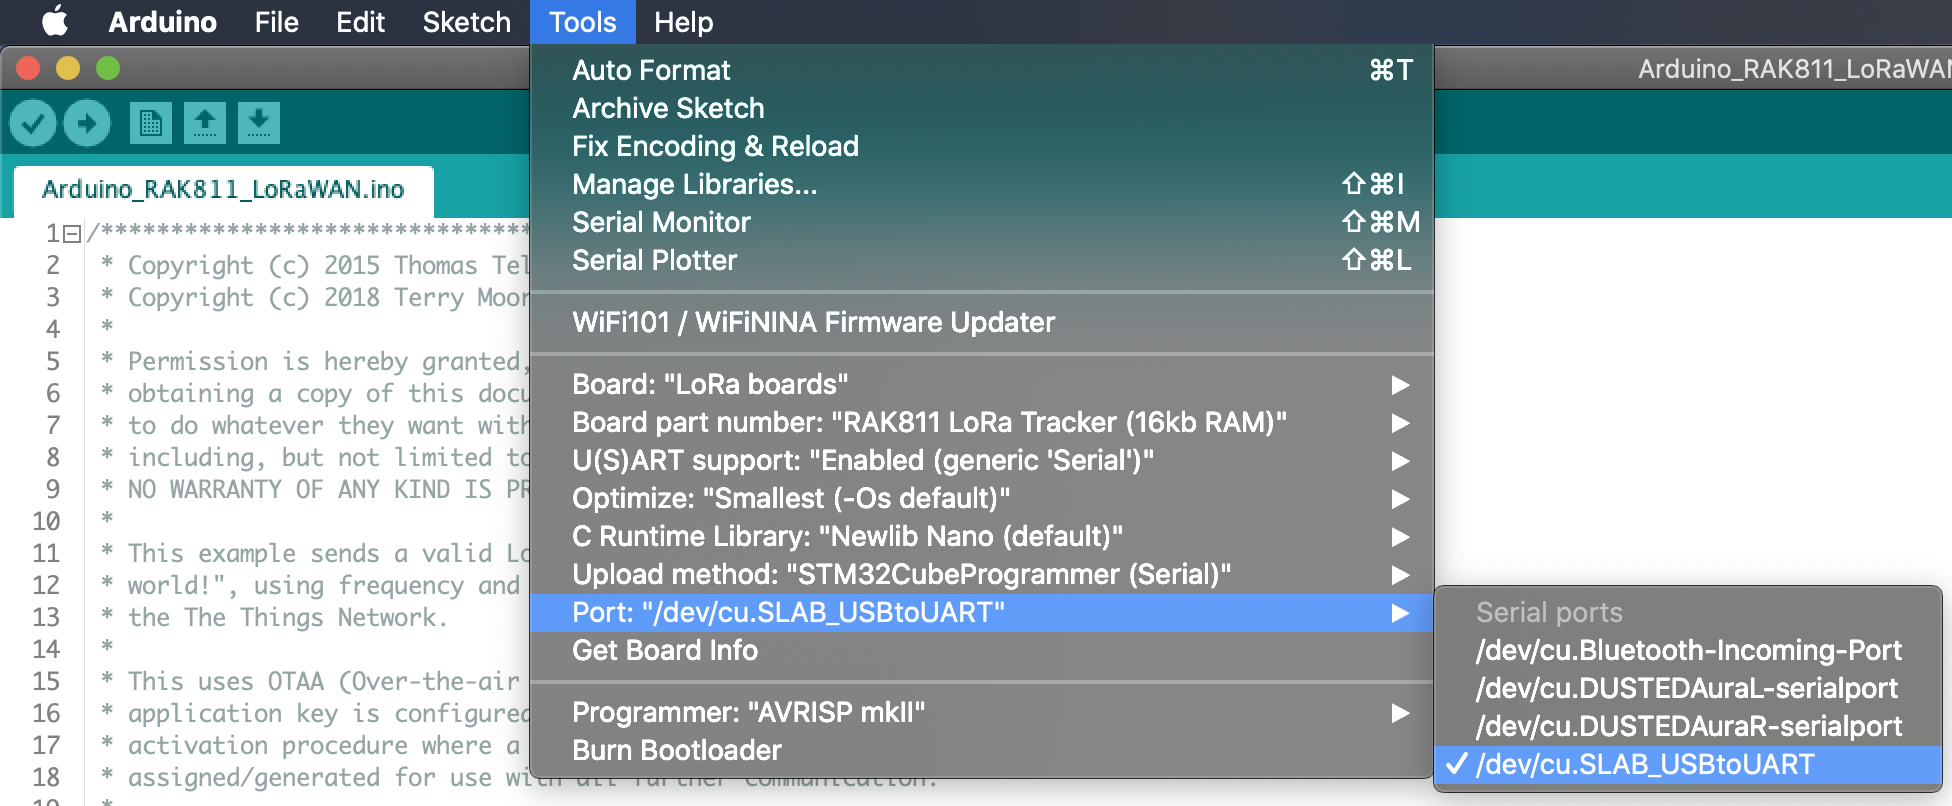 Arduino File Edit Sketch Tools Help
Arduino_RAK811_LoRaWAN
Auto Format ⌘T
Archive Sketch
Fix Encoding & Reload
Manage Libraries... ⇧⌘I
Serial Monitor ⇧⌘M
Serial Plotter ⇧⌘L
WiFi101 / WiFiNINA Firmware Updater
Board: "LoRa boards"
Board part number: "RAK811 LoRa Tracker (16kb RAM)"
U(S)ART support: "Enabled (generic 'Serial')"
Optimize: "Smallest (-Os default)"
C Runtime Library: "Newlib Nano (default)"
Upload method: "STM32CubeProgrammer (Serial)"
Port: "/dev/cu.SLAB_USBtoUART"
Get Board Info
Programmer: "AVRISP mkII"
Burn Bootloader
Serial ports
/dev/cu.Bluetooth-Incoming-Port
/dev/cu.DUSTEDAuraL-serialport
/dev/cu.DUSTEDAuraR-serialport
✓ /dev/cu.SLAB_USBtoUART
Arduino_RAK811_LoRaWAN.ino
1 /*******************************
2 * Copyright (c) 2015 Thomas Tel
3 * Copyright (c) 2018 Terry Moor
4 *
5 * Permission is hereby granted,
6 * obtaining a copy of this docu
7 * to do whatever they want with
8 * including, but not limited to
9 * NO WARRANTY OF ANY KIND IS PR
10 *
11 * This example sends a valid Lo
12 * world!", using frequency and
13 * the The Things Network.
14 *
15 * This uses OTAA (Over-the-air
16 * application key is configured
17 * activation procedure where a
18 * assigned/generated for use with all further communication.
19 *